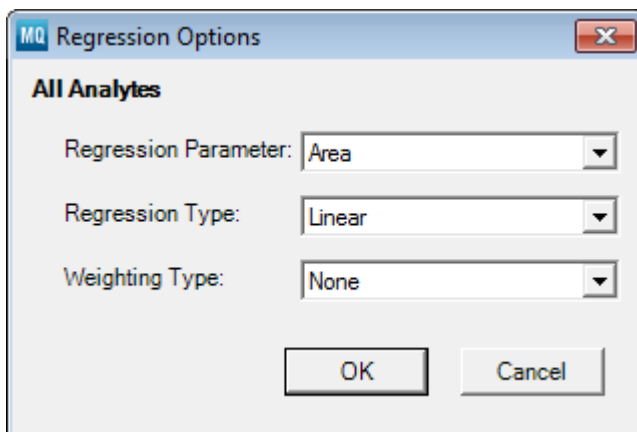 MQ Regression Options
All Analytes
Regression Parameter: Area
Regression Type: Linear
Weighting Type: None
OK Cancel